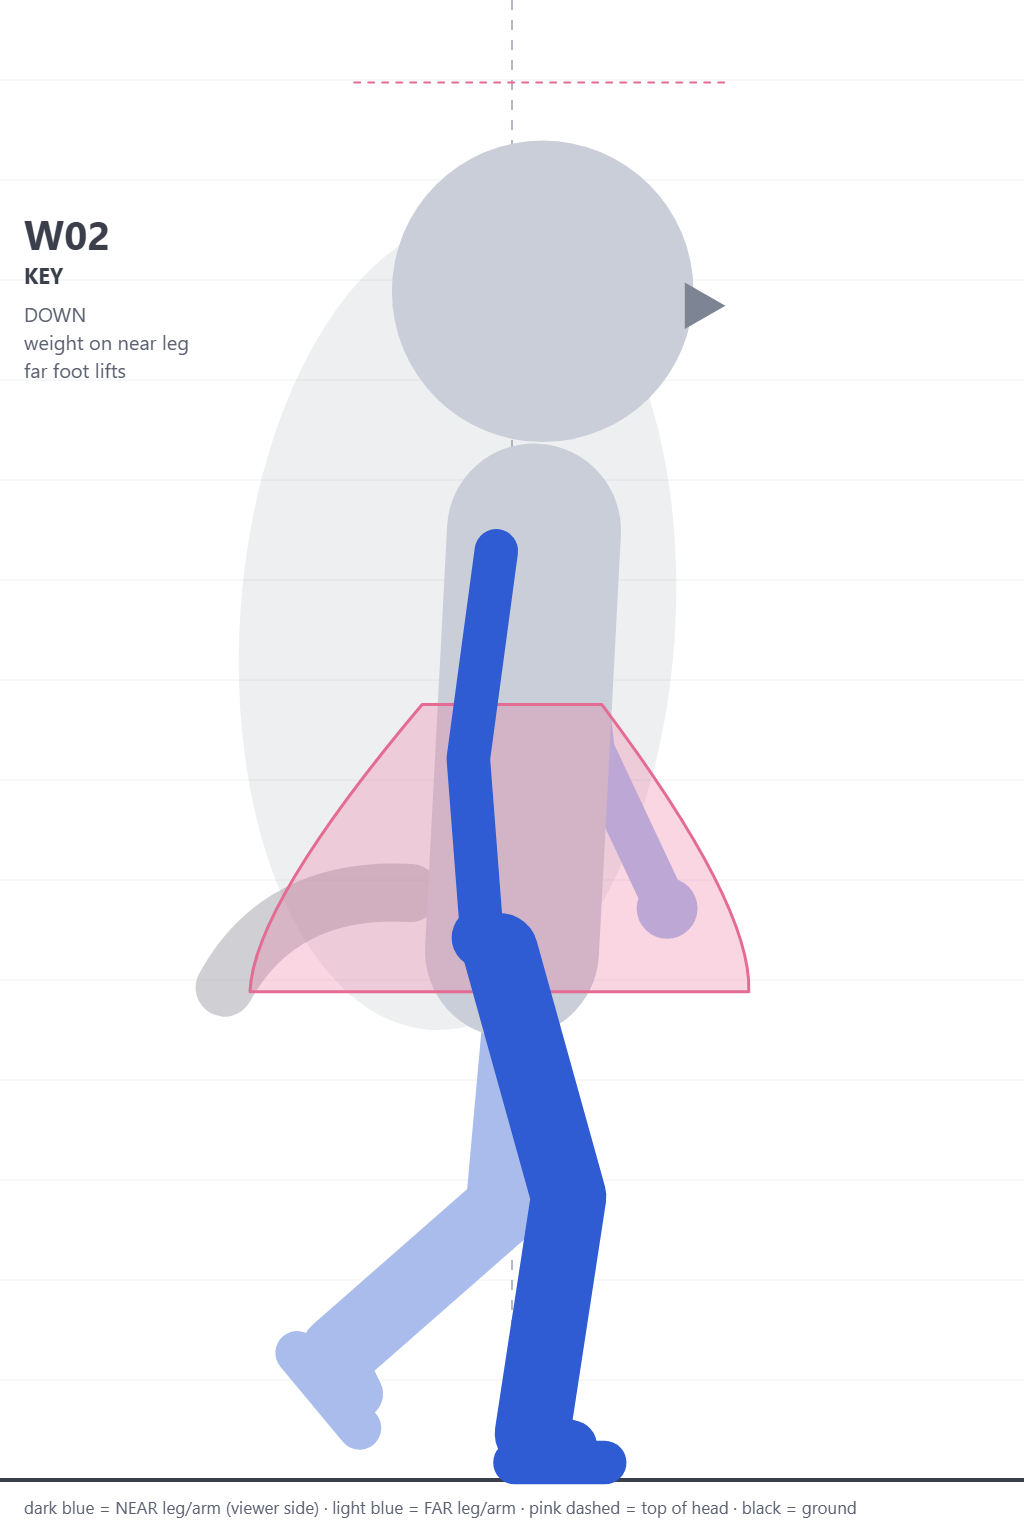 W02
KEY
DOWN
weight on near leg
far foot lifts
dark blue = NEAR leg/arm (viewer side) · light blue = FAR leg/arm · pink dashed = top of head · black = ground